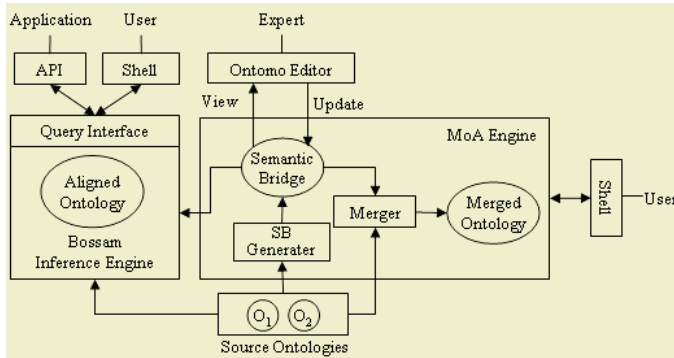 Application
User
Expert
API
Shell
Ontomo Editor
View
Update
Query Interface
MoA Engine
Aligned
Ontology
Semantic
Bridge
Merger
Merged
Ontology
Shell
User
Bossam
Inference Engine
SB
Generater
O1
O2
Source Ontologies